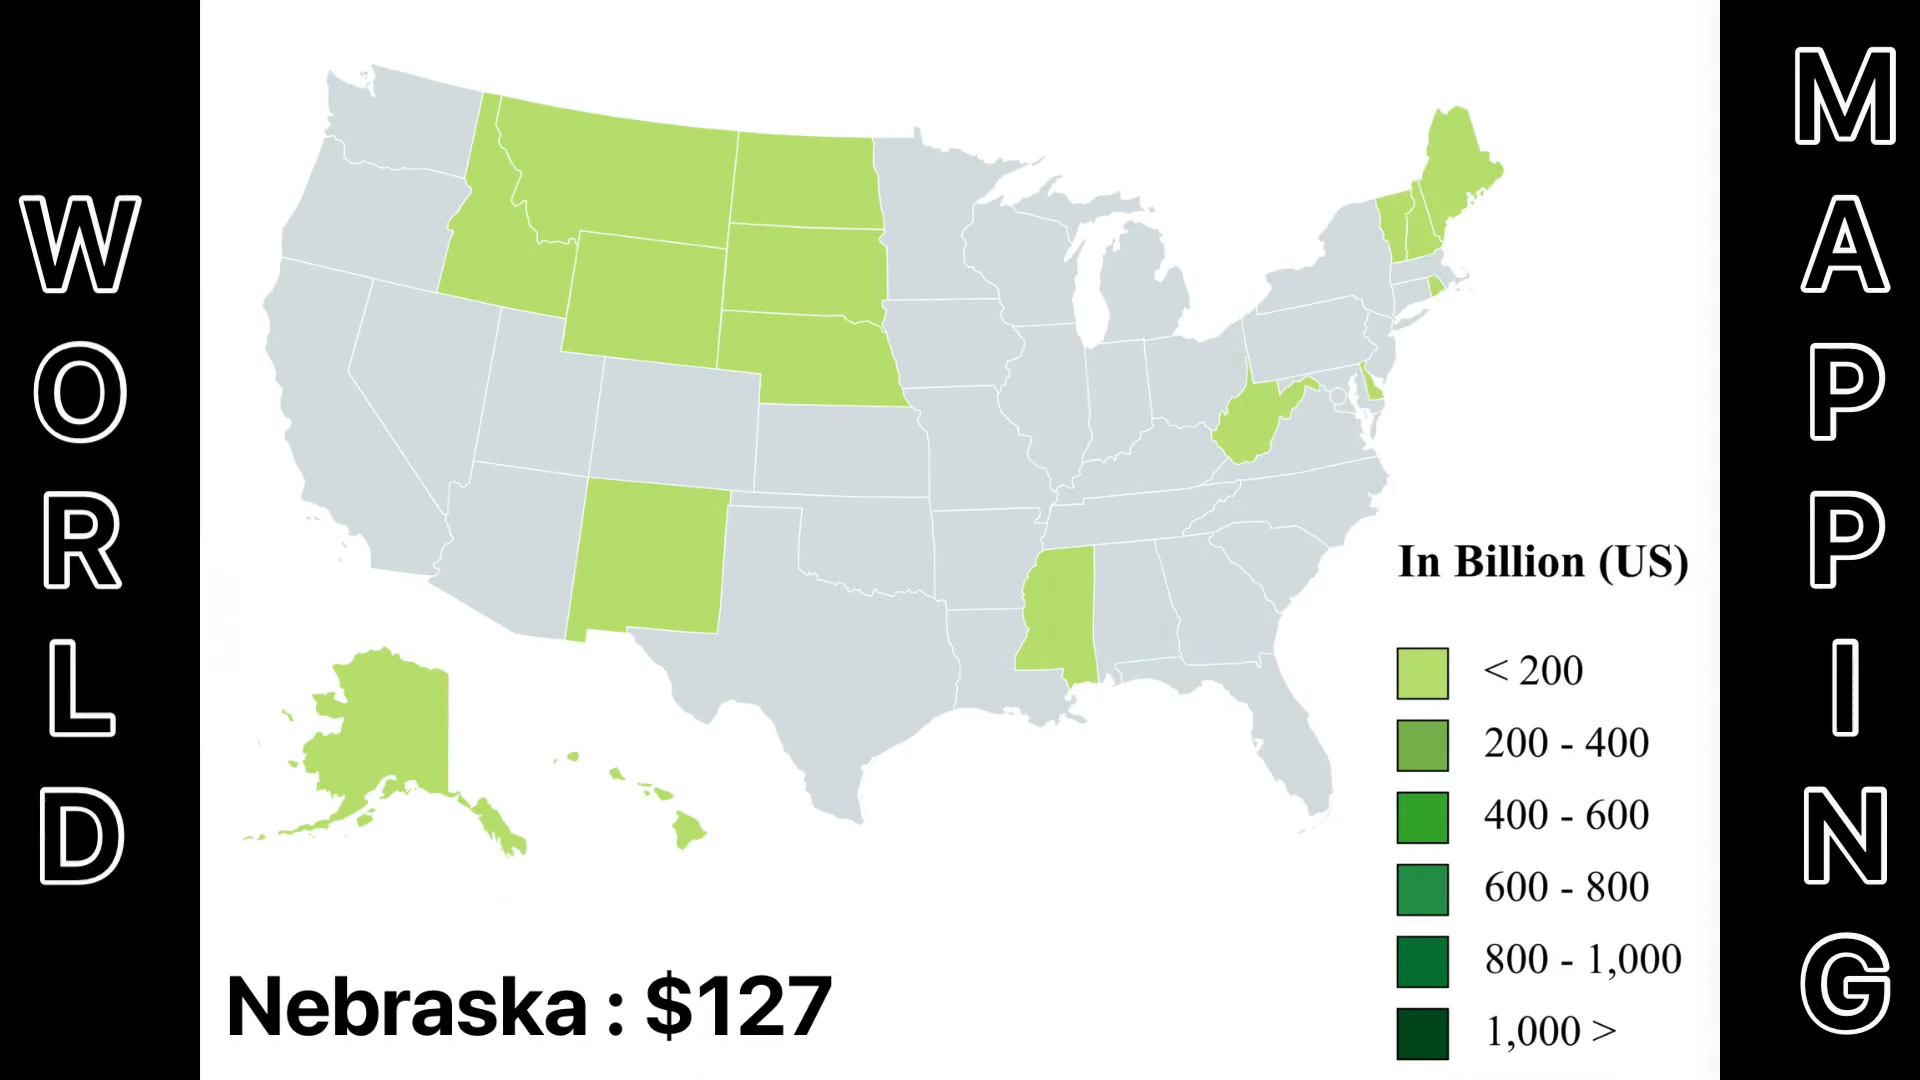 WORLD
MAPPING
In Billion (US)
< 200
200 - 400
400 - 600
600 - 800
800 - 1,000
1,000 >
Nebraska : $127